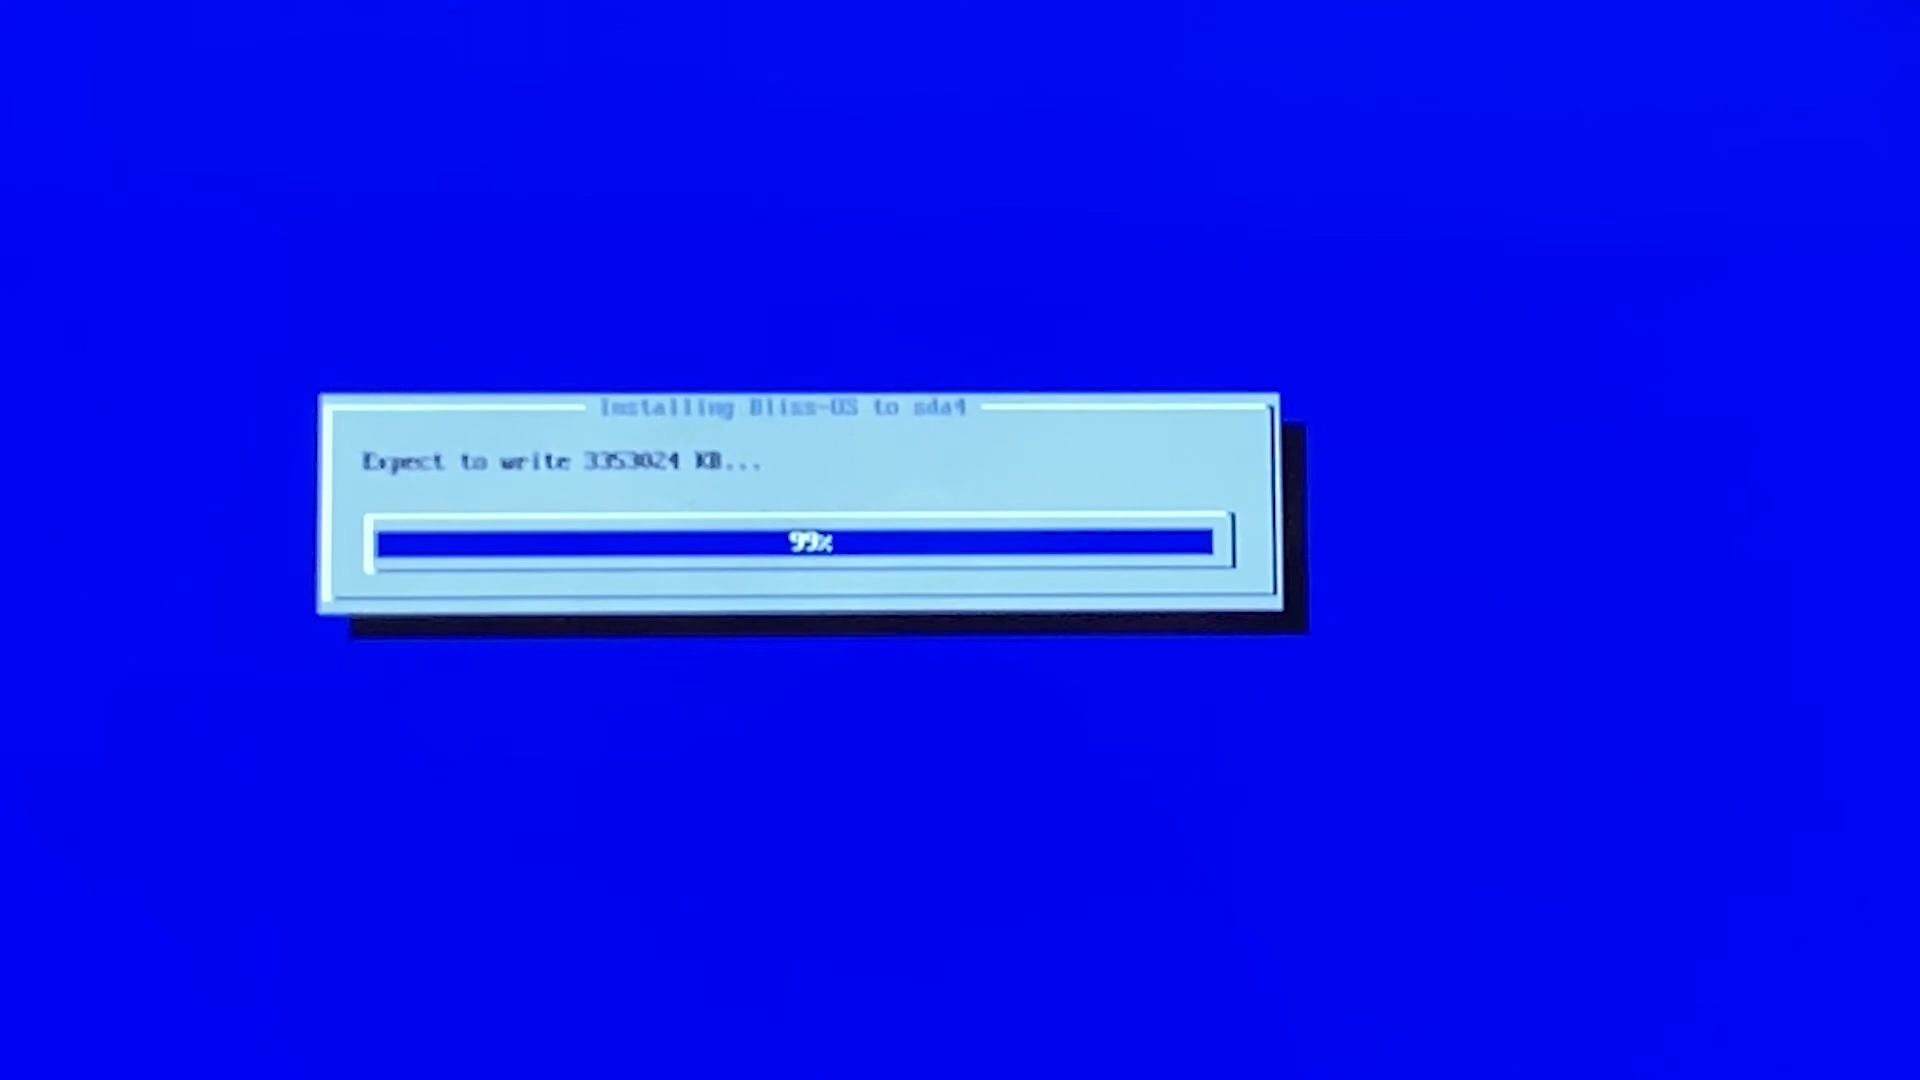 Installing Bliss-OS to sda4
Expect to write 3353024 KB...
99%